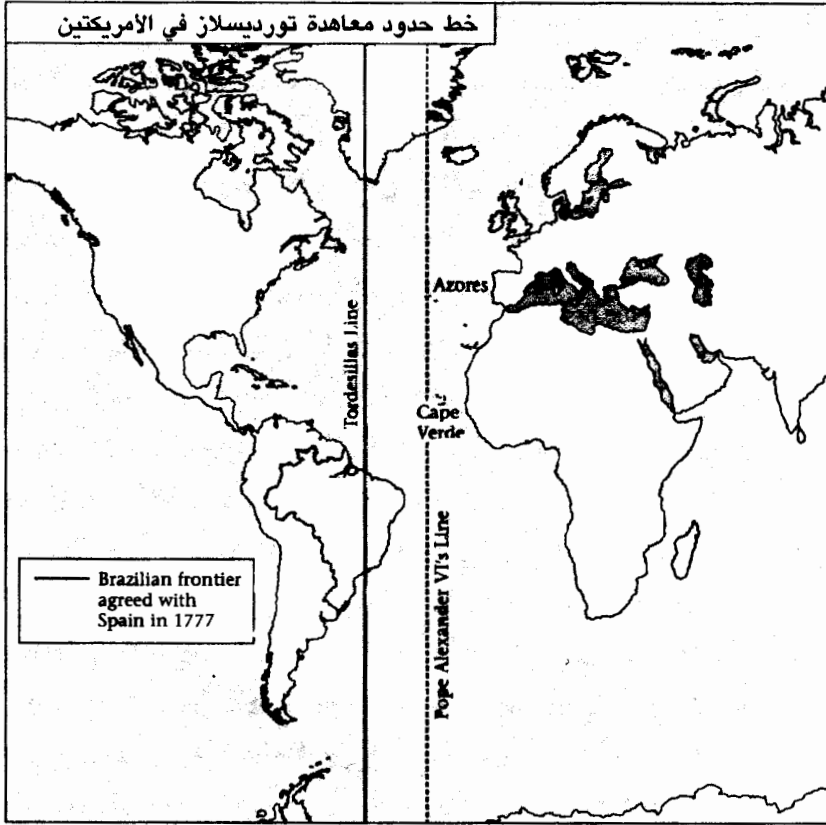 خط حدود معاهدة تورديسلاز في الأمريكتين
Azores
Tordesillas Line
Cape
Verde
Pope Alexander VI's Line
Brazilian frontier
agreed with
Spain in 1777